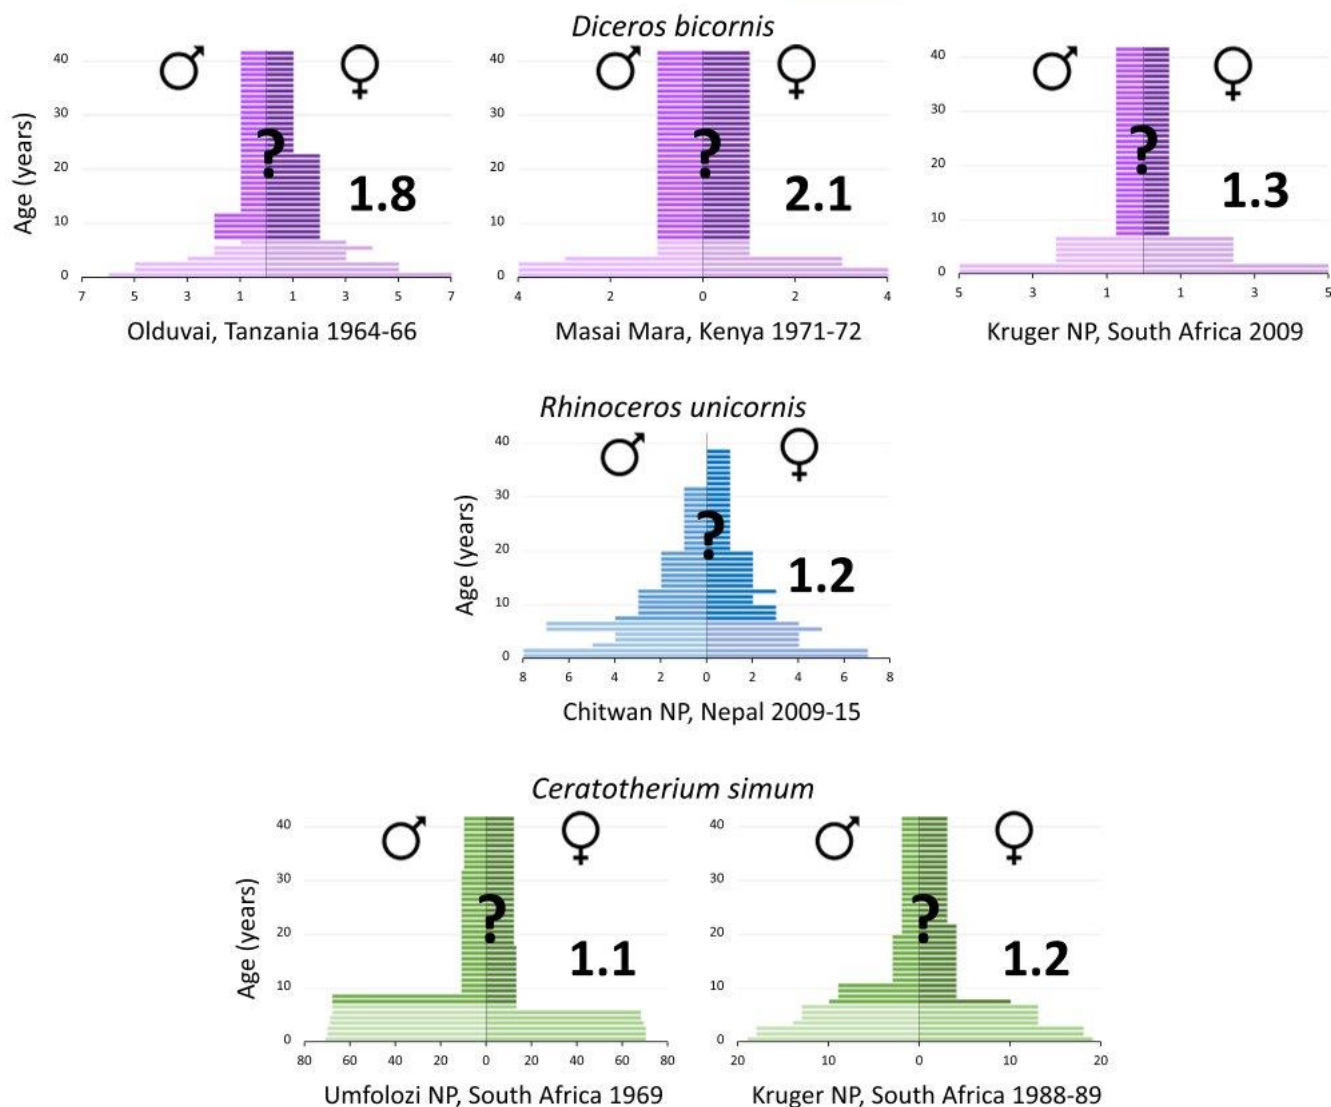 Diceros bicornis
Age (years)
40
30
20
10
0
?
1.8
7 5 3 1 1 3 5 7
Olduvai, Tanzania 1964-66
40
30
20
10
0
?
2.1
4 2 0 2 4
Masai Mara, Kenya 1971-72
40
30
20
10
0
?
1.3
5 3 1 1 3 5
Kruger NP, South Africa 2009
Rhinoceros unicornis
Age (years)
40
30
20
10
0
?
1.2
8 6 4 2 0 2 4 6 8
Chitwan NP, Nepal 2009-15
Ceratotherium simum
Age (years)
40
30
20
10
0
?
1.1
80 60 40 20 0 20 40 60 80
Umfolozi NP, South Africa 1969
40
30
20
10
0
?
1.2
20 10 0 10 20
Kruger NP, South Africa 1988-89